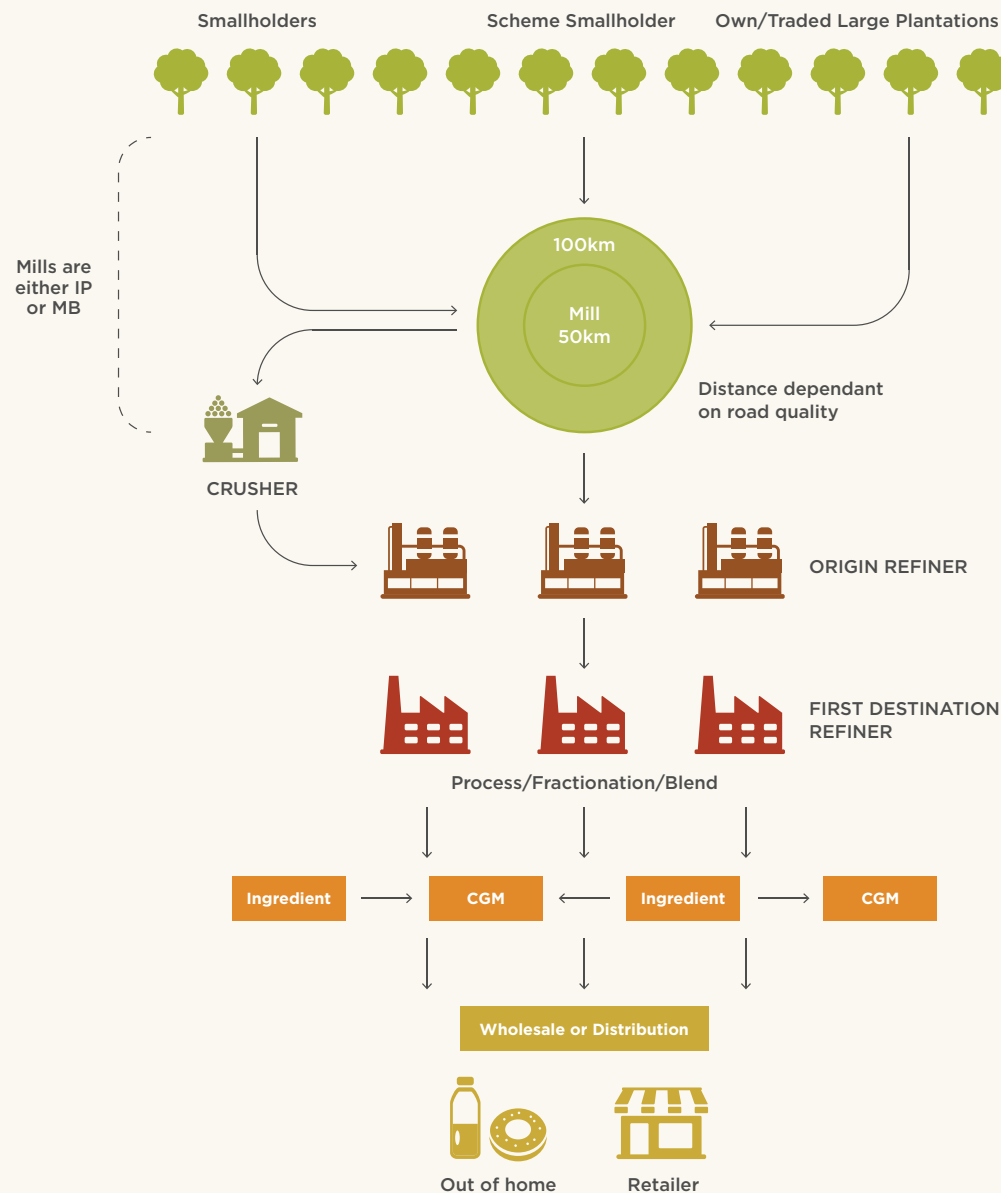 Smallholders
Scheme Smallholder
Own/Traded Large Plantations
100km
Mills are
either IP
or MB
Mill
50km
Distance dependant
on road quality
CRUSHER
ORIGIN REFINER
FIRST DESTINATION
REFINER
Process/Fractionation/Blend
Ingredient
CGM
Ingredient
CGM
Wholesale or Distribution
Out of home
Retailer